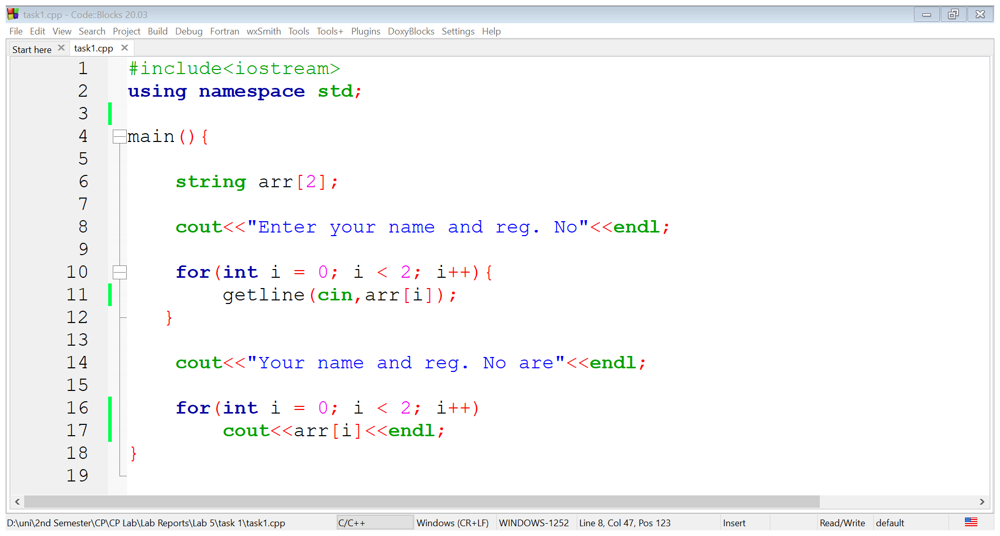 task1.cpp - Code::Blocks 20.03
File Edit View Search Project Build Debug Fortran wxSmith Tools Tools+ Plugins DoxyBlocks Settings Help
Start here task1.cpp
1 #include<iostream>
2 using namespace std;
3
4 main(){
5
6 string arr[2];
7
8 cout<<"Enter your name and reg. No"<<endl;
9
10 for(int i = 0; i < 2; i++){
11 getline(cin,arr[i]);
12 }
13
14 cout<<"Your name and reg. No are"<<endl;
15
16 for(int i = 0; i < 2; i++)
17 cout<<arr[i]<<endl;
18 }
19
D:\uni\2nd Semester\CP\CP Lab\Lab Reports\Lab 5\task 1\task1.cpp C/C++ Windows (CR+LF) WINDOWS-1252 Line 8, Col 47, Pos 123 Insert Read/Write default